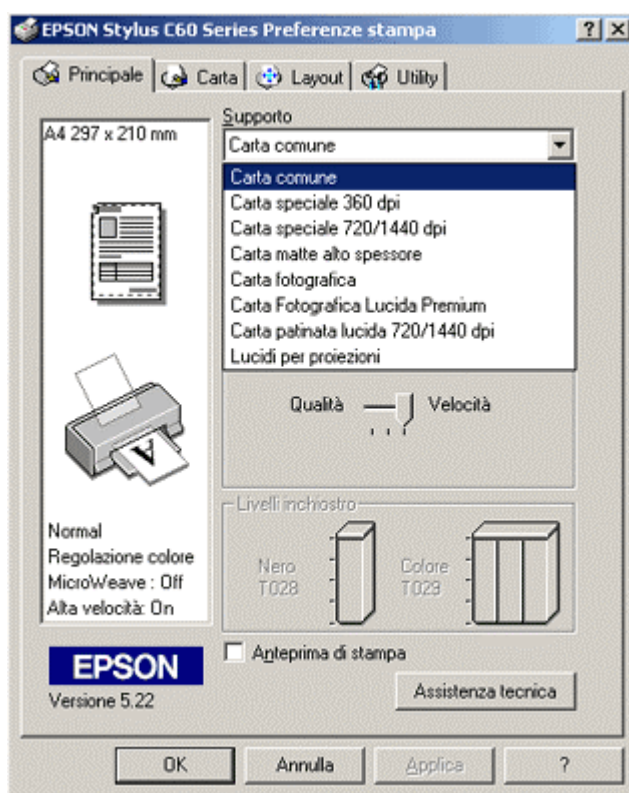 EPSON Stylus C60 Series Preferenze stampa
Principale
Carta
Layout
Utility
A4 297 x 210 mm
Supporto
Carta comune
Carta comune
Carta speciale 360 dpi
Carta speciale 720/1440 dpi
Carta matte alto spessore
Carta fotografica
Carta Fotografica Lucida Premium
Carta patinata lucida 720/1440 dpi
Lucidi per proiezioni
Qualità
Velocità
A
Normal
Regolazione colore
MicroWeave : Off
Alta velocità: On
Livelli inchiostro
Nero
T028
Colore
T029
EPSON
Versione 5.22
Anteprima di stampa
Assistenza tecnica
OK
Annulla
Applica
?